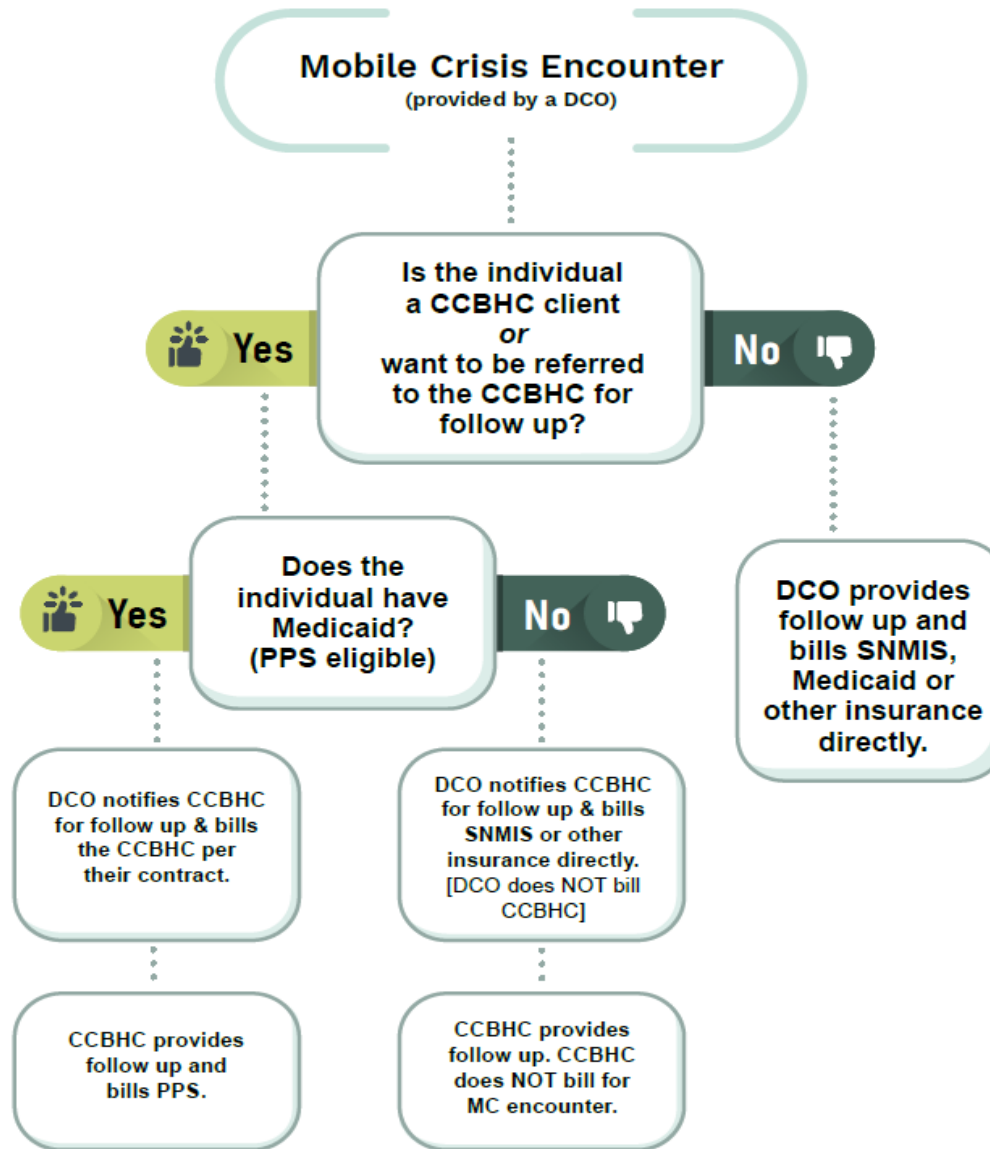 Mobile Crisis Encounter
(provided by a DCO)
Is the individual
a CCBHC client
or
want to be referred
to the CCBHC for
follow up?
Yes
No
Does the
individual have
Medicaid?
(PPS eligible)
Yes
No
DCO provides
follow up and
bills SNMIS,
Medicaid or
other insurance
directly.
DCO notifies CCBHC
for follow up & bills
the CCBHC per
their contract.
DCO notifies CCBHC
for follow up & bills
SNMIS or other
insurance directly.
[DCO does NOT bill
CCBHC]
CCBHC provides
follow up and
bills PPS.
CCBHC provides
follow up. CCBHC
does NOT bill for
MC encounter.